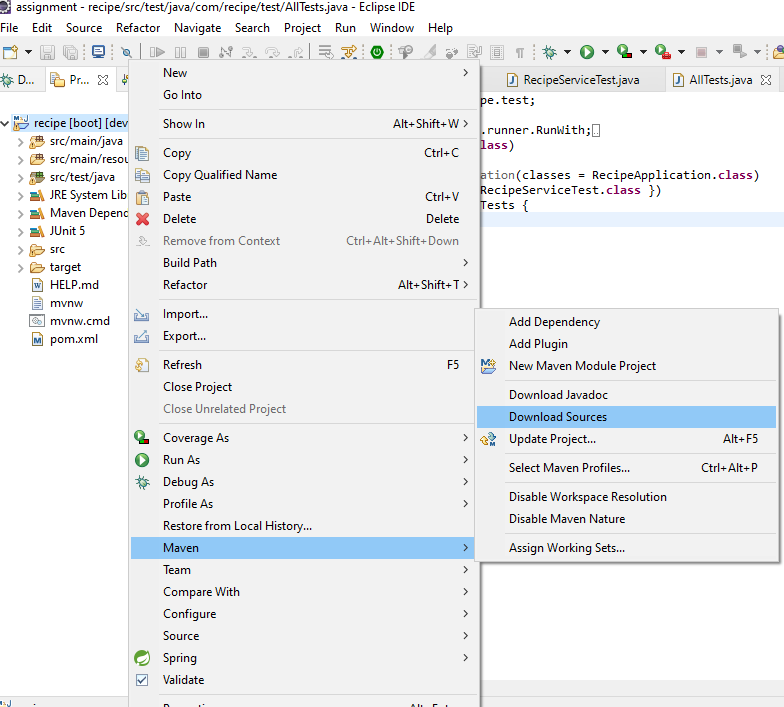 assignment - recipe/src/test/java/com/recipe/test/AllTests.java - Eclipse IDE
File Edit Source Refactor Navigate Search Project Run Window Help
D... Pr... RecipeServiceTest.java AllTests.java
recipe [boot] [dev
src/main/java
src/main/resou
src/test/java
JRE System Lib
Maven Depend
JUnit 5
src
target
HELP.md
mvnw
mvnw.cmd
pom.xml
New
Go Into
Show In Alt+Shift+W
Copy Ctrl+C
Copy Qualified Name
Paste Ctrl+V
Delete Delete
Remove from Context Ctrl+Alt+Shift+Down
Build Path
Refactor Alt+Shift+T
Import...
Export...
Refresh F5
Close Project
Close Unrelated Project
Coverage As
Run As
Debug As
Profile As
Restore from Local History...
Maven
Team
Compare With
Configure
Source
Spring
Validate
pe.test;
.runner.RunWith;
lass)
ation(classes = RecipeApplication.class)
RecipeServiceTest.class })
Tests {
Add Dependency
Add Plugin
New Maven Module Project
Download Javadoc
Download Sources
Update Project... Alt+F5
Select Maven Profiles... Ctrl+Alt+P
Disable Workspace Resolution
Disable Maven Nature
Assign Working Sets...